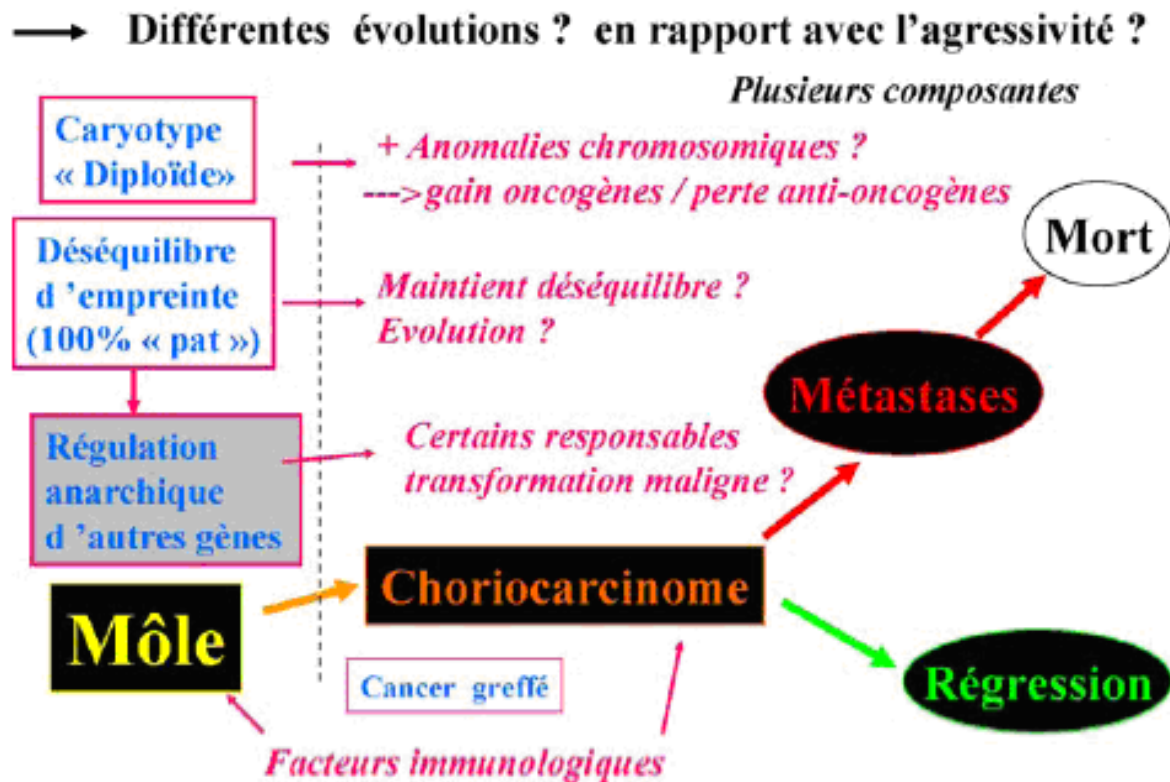 Différentes évolutions ? en rapport avec l'agressivité ?
Plusieurs composantes
Caryotype
« Diploïde»
+ Anomalies chromosomiques ?
--->gain oncogènes / perte anti-oncogènes
Mort
Déséquilibre
d 'empreinte
(100% « pat »)
Maintient déséquilibre ?
Evolution ?
Métastases
Régulation
anarchique
d 'autres gènes
Certains responsables
transformation maligne ?
Choriocarcinome
Môle
Régression
Cancer greffé
Facteurs immunologiques